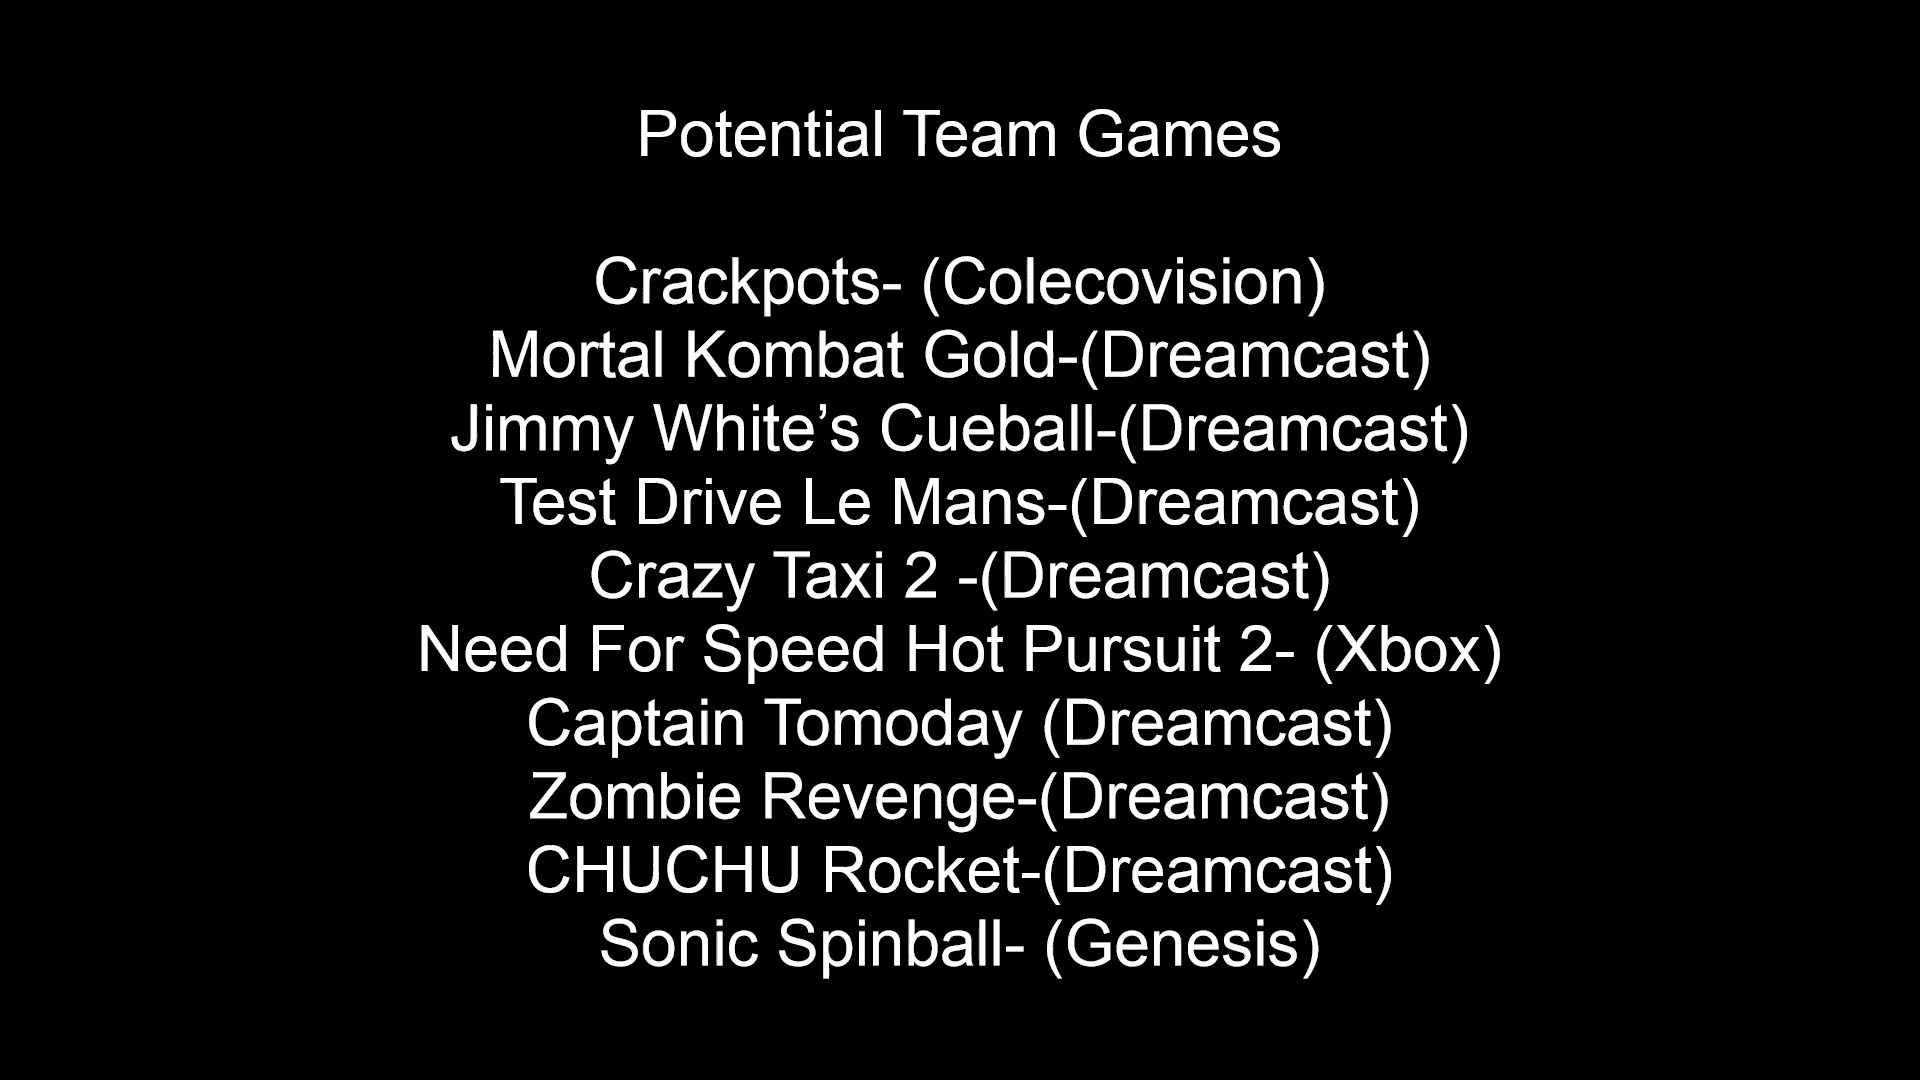 Potential Team Games
Crackpots- (Colecovision)
Mortal Kombat Gold-(Dreamcast)
Jimmy White’s Cueball-(Dreamcast)
Test Drive Le Mans-(Dreamcast)
Crazy Taxi 2 -(Dreamcast)
Need For Speed Hot Pursuit 2- (Xbox)
Captain Tomoday (Dreamcast)
Zombie Revenge-(Dreamcast)
CHUCHU Rocket-(Dreamcast)
Sonic Spinball- (Genesis)